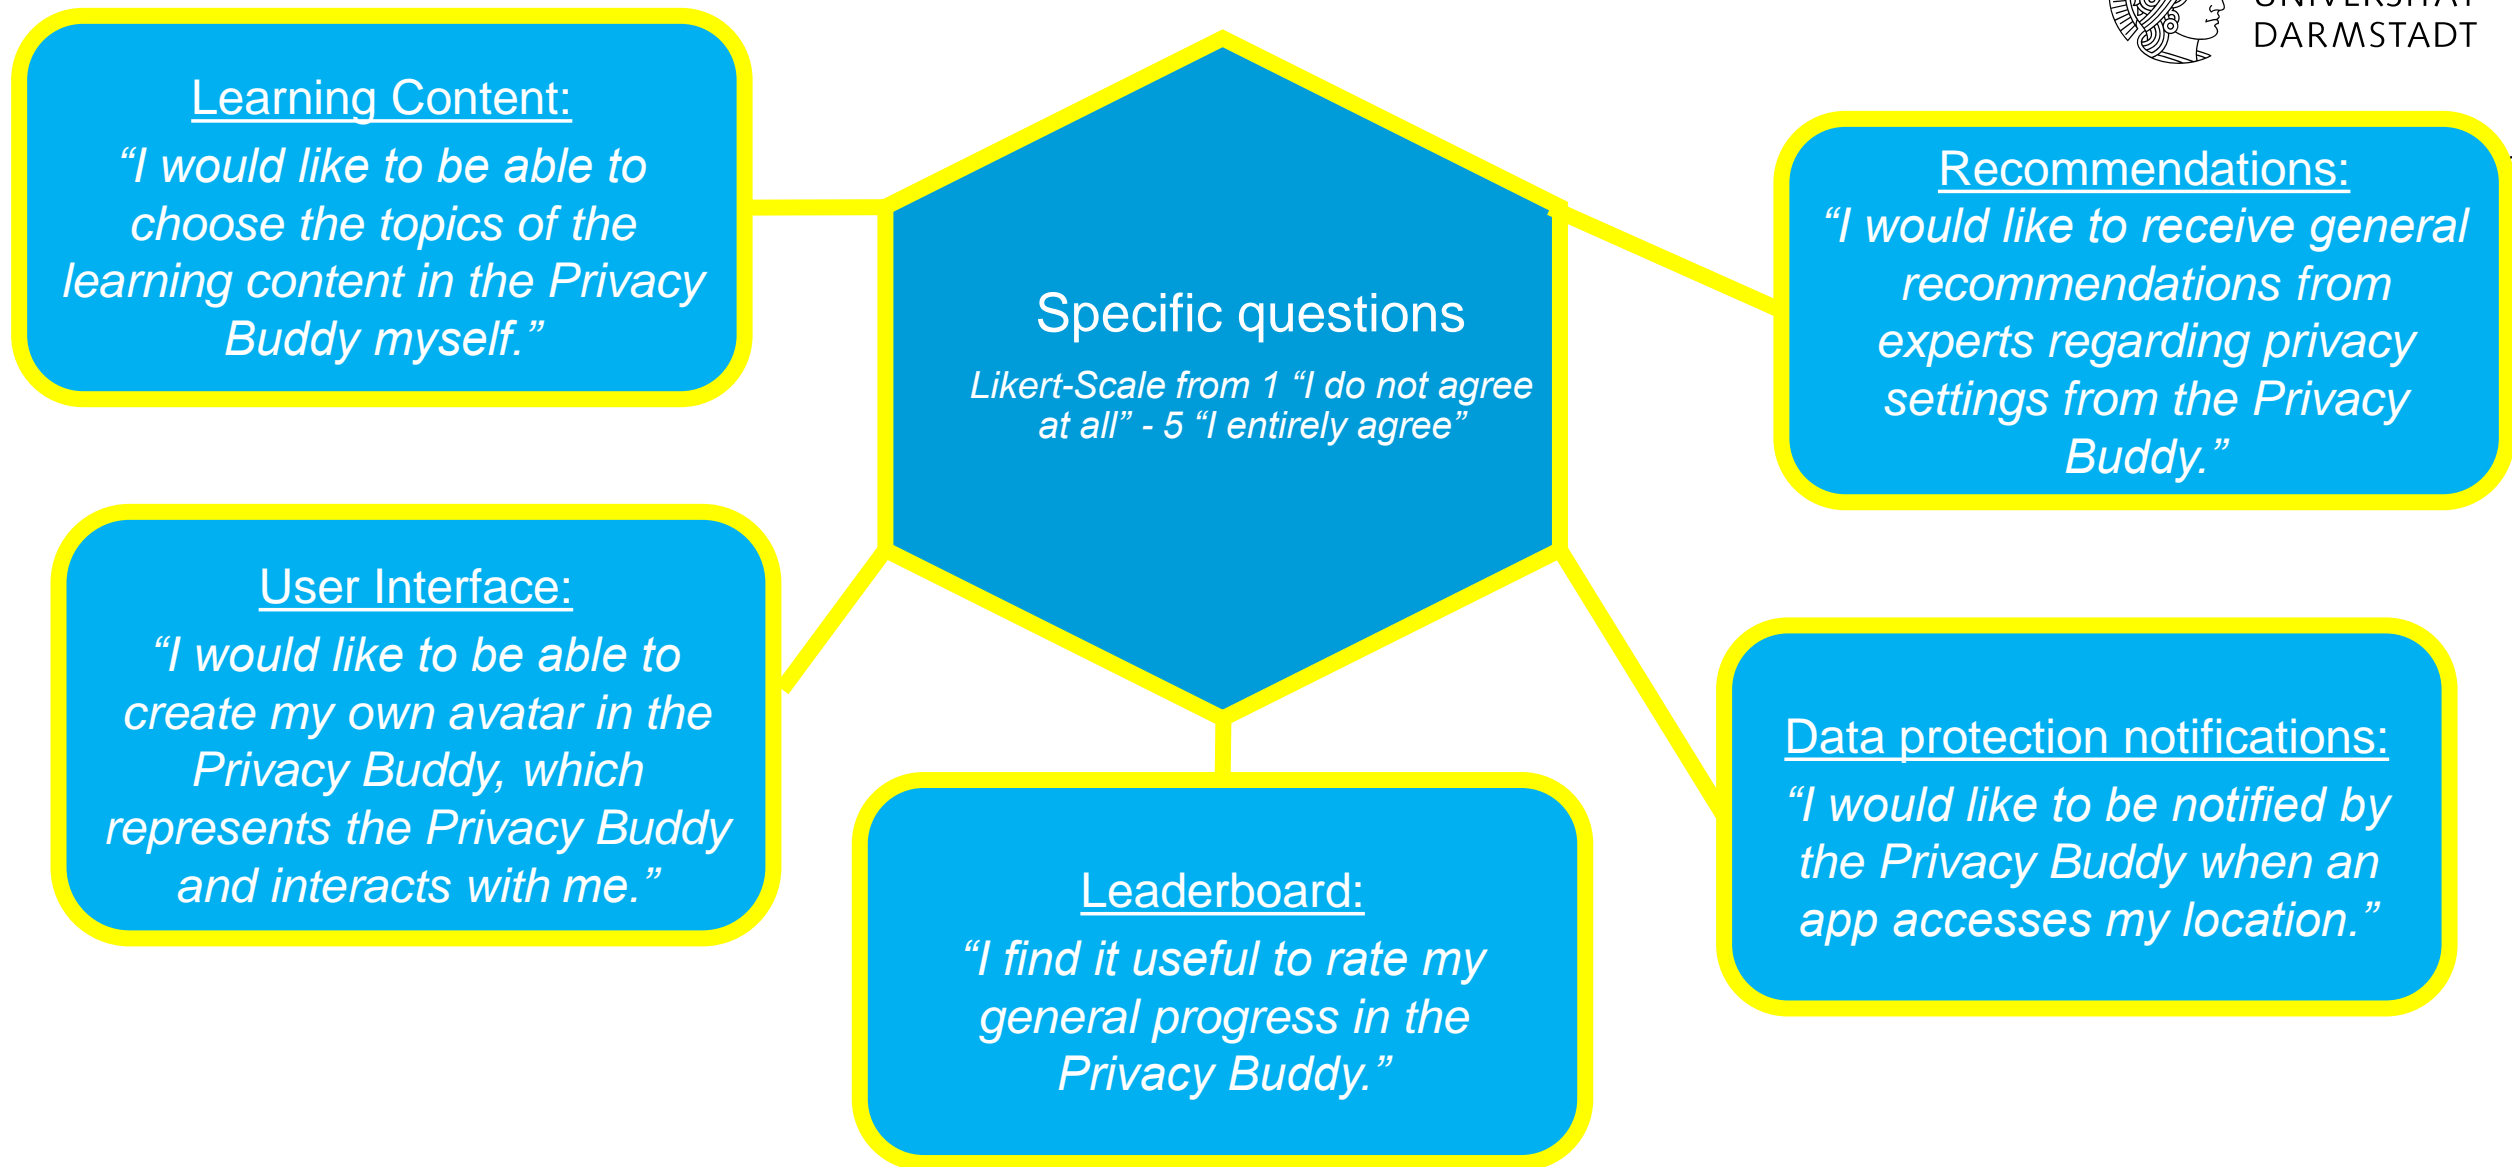 UNIVERSITÄT
DARMSTADT
Learning Content:
“I would like to be able to
choose the topics of the
learning content in the Privacy
Buddy myself.”
Specific questions
Likert-Scale from 1 “I do not agree
at all” - 5 “I entirely agree”
Recommendations:
“I would like to receive general
recommendations from
experts regarding privacy
settings from the Privacy
Buddy.”
User Interface:
“I would like to be able to
create my own avatar in the
Privacy Buddy, which
represents the Privacy Buddy
and interacts with me.”
Leaderboard:
“I find it useful to rate my
general progress in the
Privacy Buddy.”
Data protection notifications:
“I would like to be notified by
the Privacy Buddy when an
app accesses my location.”